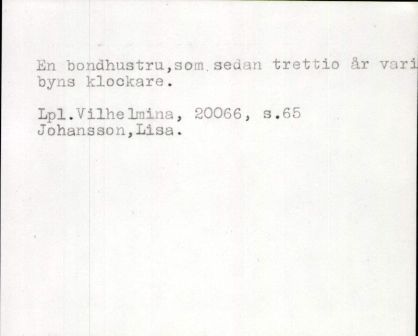 En bondhustru,som sedan trettio år vari
byns klockare.
Lpl.Vilhelmina, 20066, s.65
Johansson,Lisa.